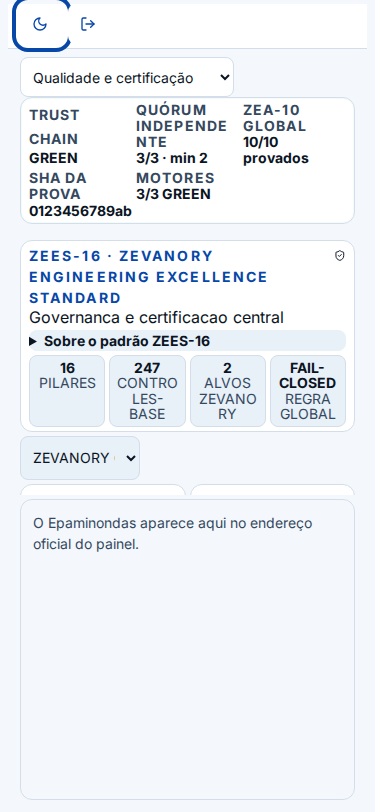 Qualidade e certificação
TRUST
CHAIN
GREEN
QUÓRUM
INDEPENDE
NTE
3/3 · min 2
ZEA-10
GLOBAL
10/10
provados
SHA DA
PROVA
0123456789ab
MOTORES
3/3 GREEN
ZEES-16 · ZEVANORY
ENGINEERING EXCELLENCE
STANDARD
Governanca e certificacao central
Sobre o padrão ZEES-16
16
PILARES
247
CONTRO
LES-
BASE
2
ALVOS
ZEVANO
RY
FAIL-
CLOSED
REGRA
GLOBAL
ZEVANORY
O Epaminondas aparece aqui no endereço
oficial do painel.